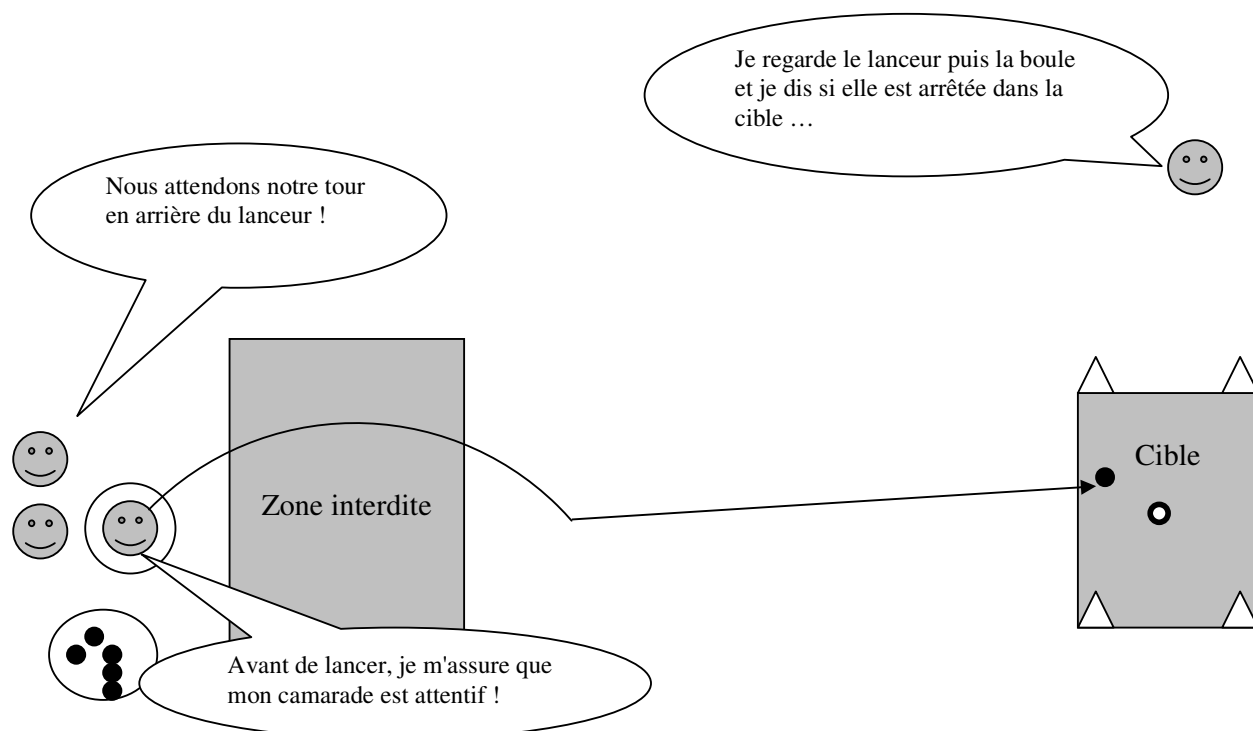 Je regarde le lanceur puis la boule
et je dis si elle est arrêtée dans la
cible …
Nous attendons notre tour
en arrière du lanceur !
Cible
Zone interdite
Avant de lancer, je m'assure que
mon camarade est attentif !